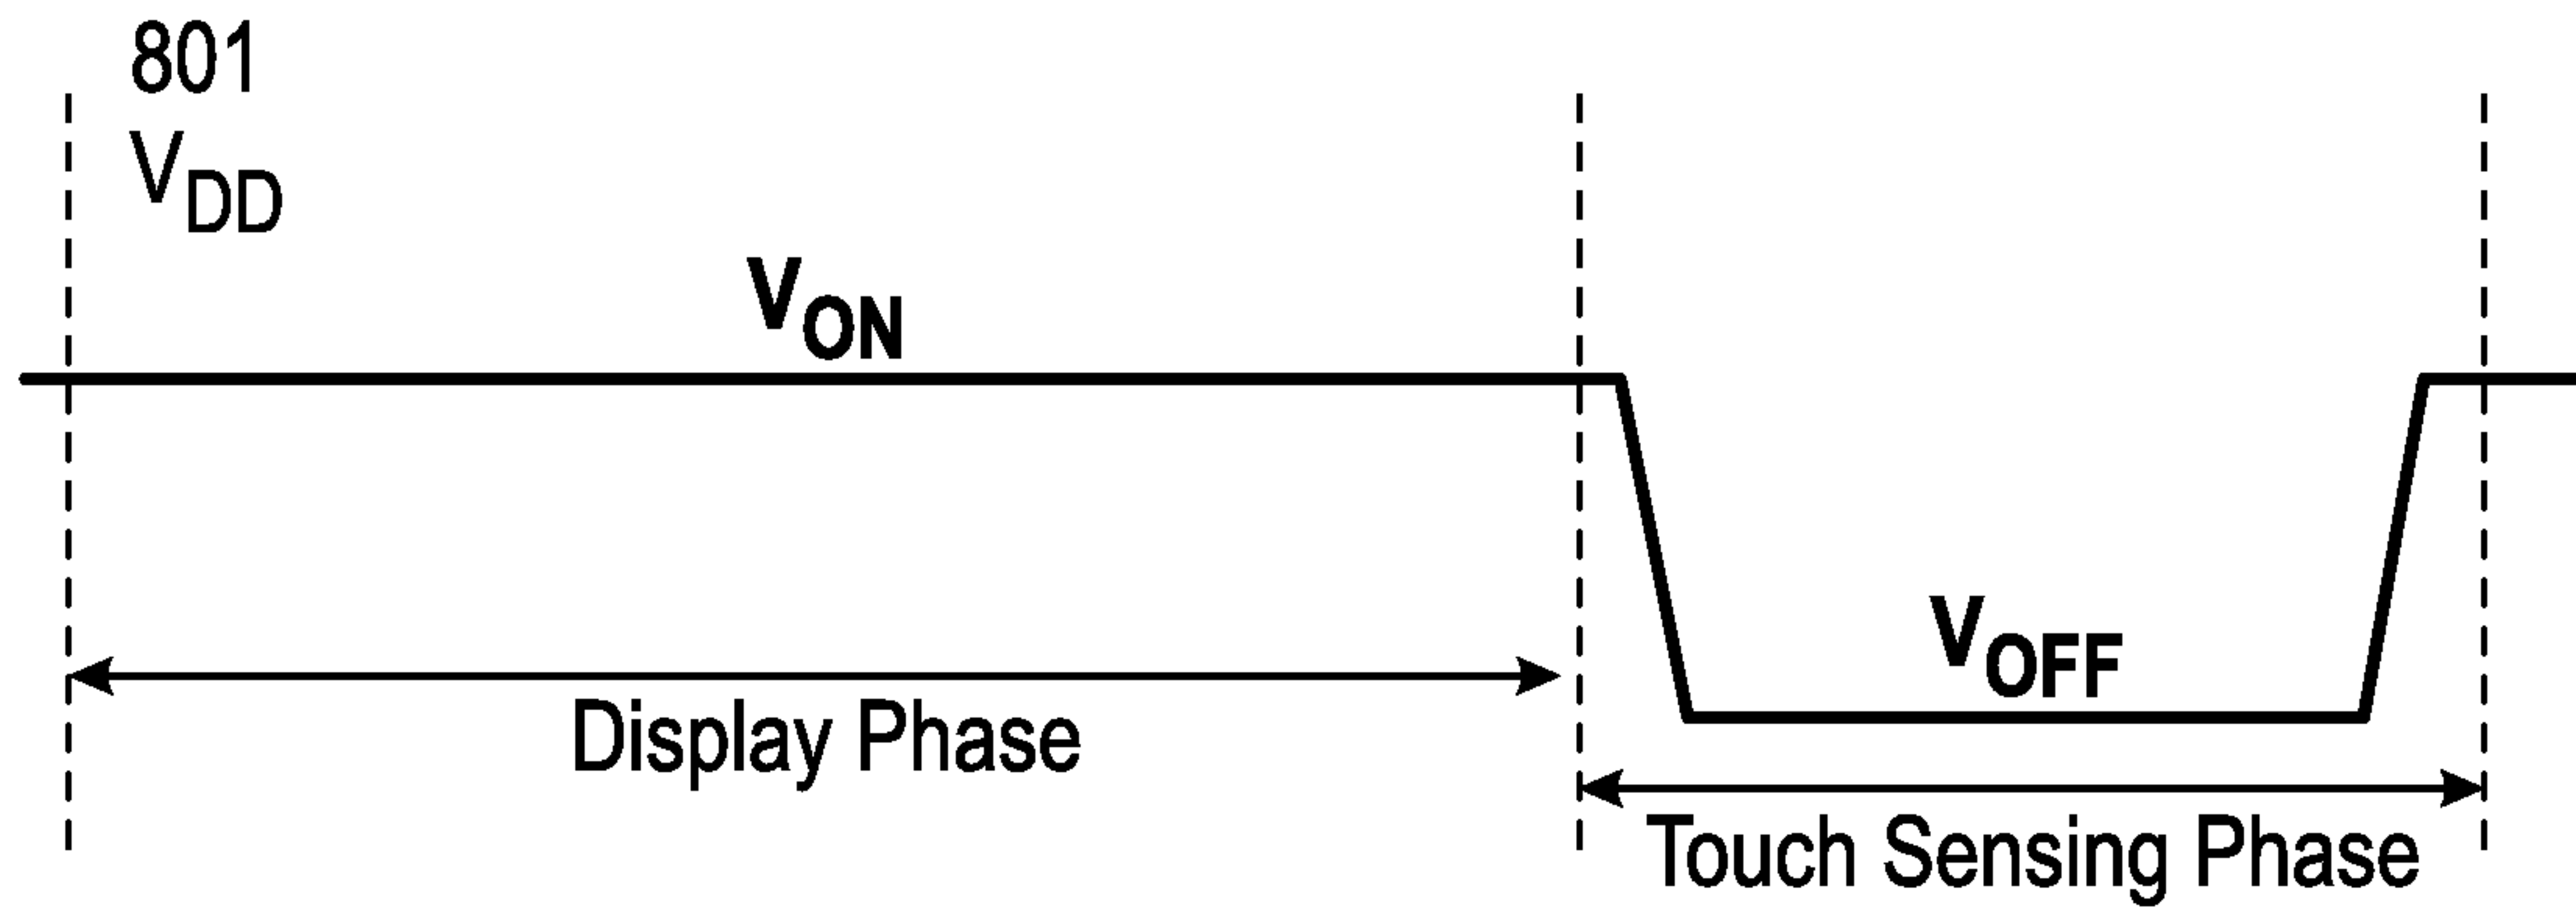 801
VDD
VON
VOFF
Display Phase
Touch Sensing Phase